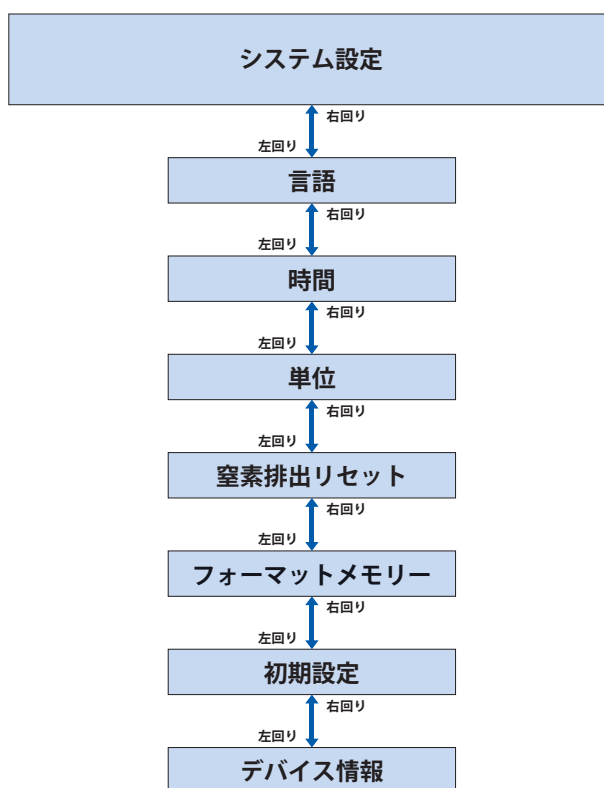 システム設定
右回り
左回り
言語
右回り
左回り
時間
右回り
左回り
単位
右回り
左回り
窒素排出リセット
右回り
左回り
フォーマットメモリー
右回り
左回り
初期設定
右回り
左回り
デバイス情報